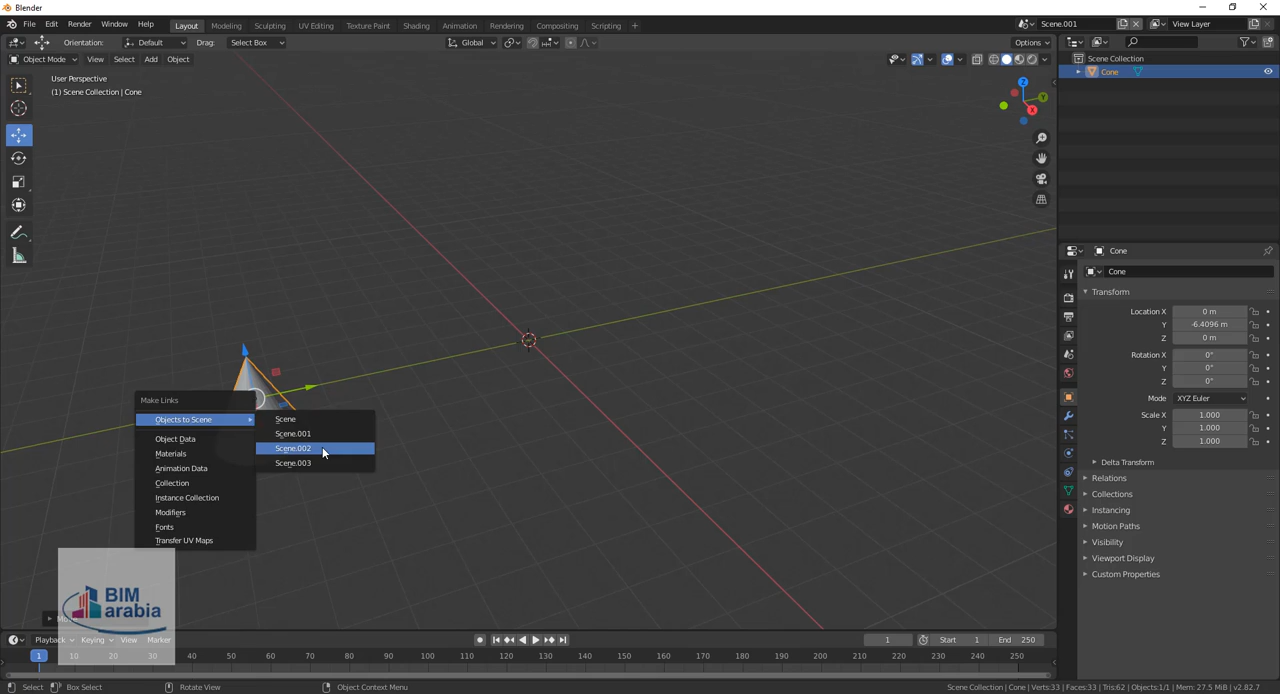 Blender
File Edit Render Window Help
Layout Modeling Sculpting UV Editing Texture Paint Shading Animation Rendering Compositing Scripting +
Scene.001 View Layer
Orientation: Default Drag: Select Box Global Options
Object Mode View Select Add Object
User Perspective
(1) Scene Collection | Cone
Z
Y
X
Scene Collection
Cone
Cone
Cone
Transform
Location X 0 m
Y -6.4096 m
Z 0 m
Rotation X 0°
Y 0°
Z 0°
Mode XYZ Euler
Scale X 1.000
Y 1.000
Z 1.000
Delta Transform
Relations
Collections
Instancing
Motion Paths
Visibility
Viewport Display
Custom Properties
Make Links
Objects to Scene
Object Data
Materials
Animation Data
Collection
Instance Collection
Modifiers
Fonts
Transfer UV Maps
Scene
Scene.001
Scene.002
Scene.003
BIM
arabia
Playback Keying View Marker
1 Start 1 End 250
1 20 30 40 50 60 70 80 90 100 110 120 130 140 150 160 170 180 190 200 210 220 230 240 250
Select Box Select Rotate View Object Context Menu
Scene Collection | Cone | Verts:33 | Faces:33 | Tris:62 | Objects:1/1 | Mem: 27.5 MiB | v2.82.7